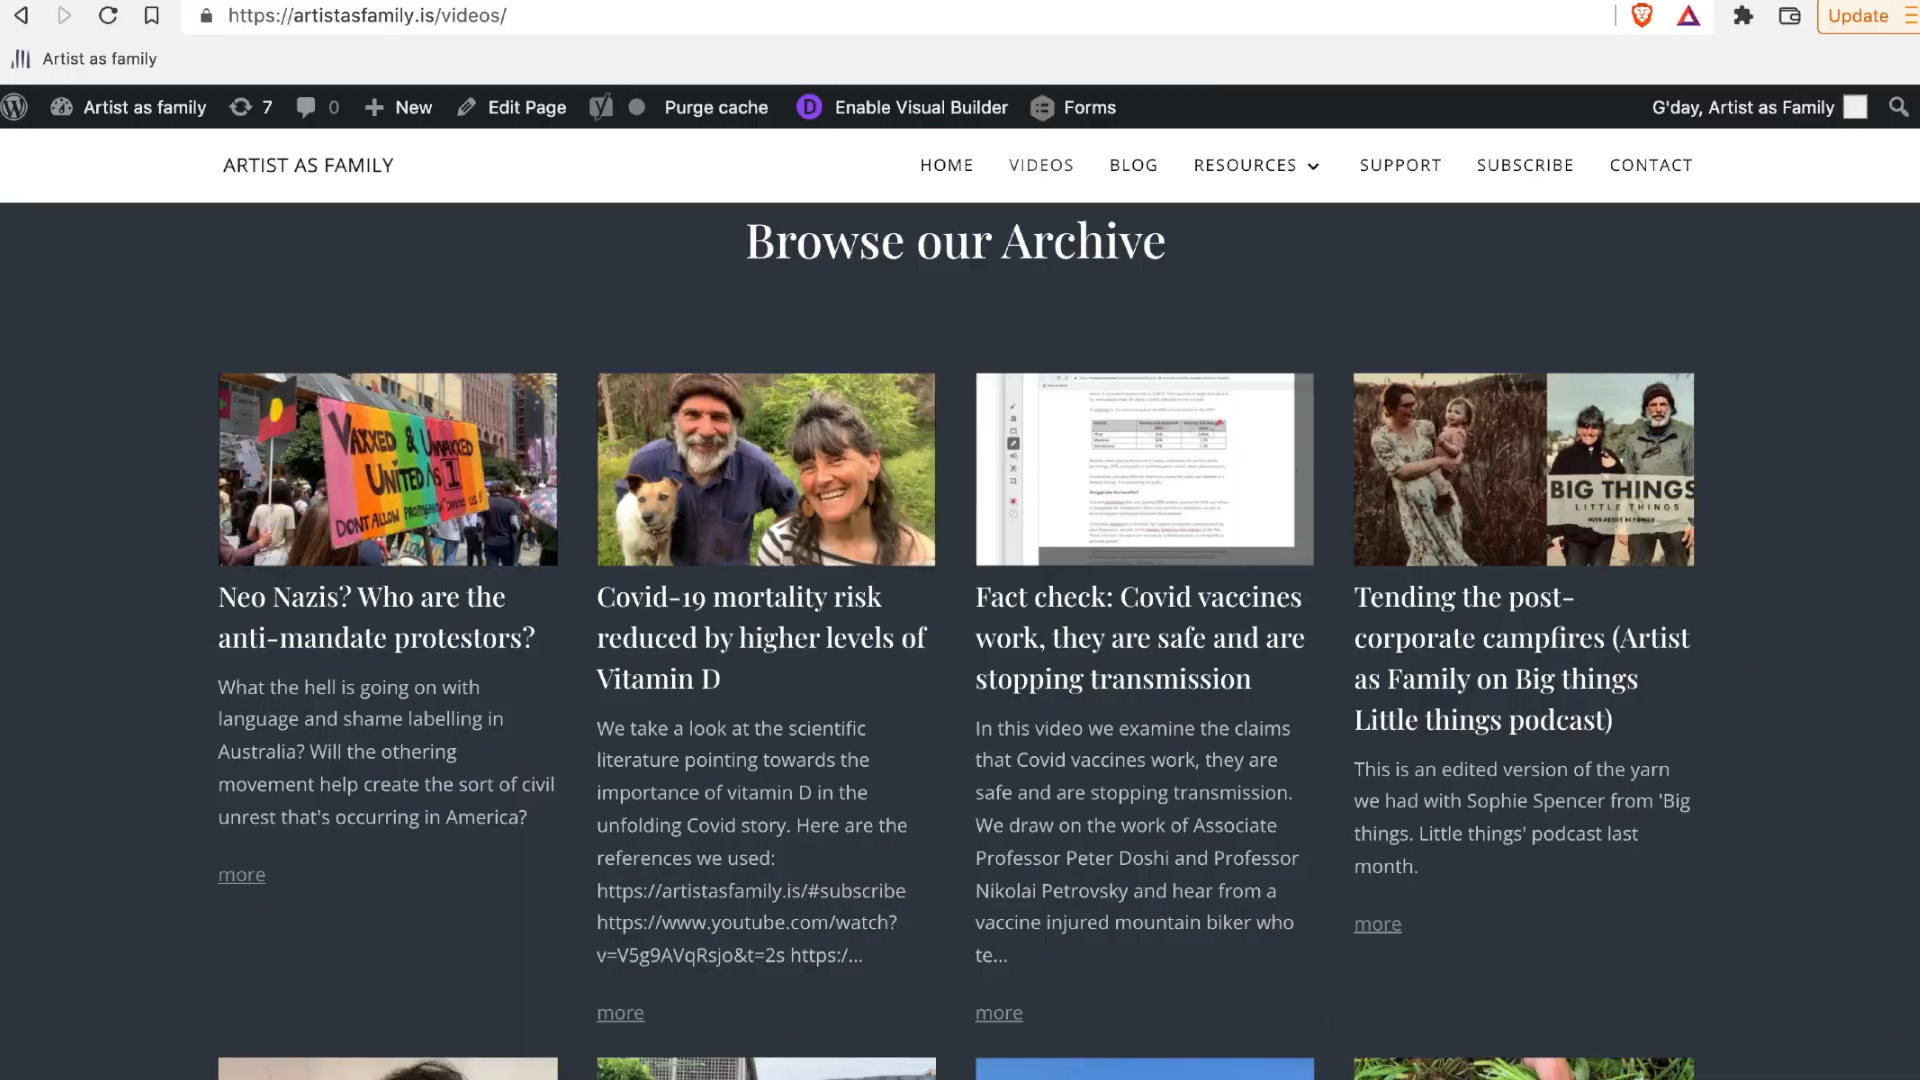 https://artistasfamily.is/videos/
Update
Artist as family
Artist as family 7 0 New Edit Page Purge cache D Enable Visual Builder Forms G'day, Artist as Family
ARTIST AS FAMILY HOME VIDEOS BLOG RESOURCES SUPPORT SUBSCRIBE CONTACT
Browse our Archive
VAXXED & UNVAXXED
UNITED AS 1
DON'T ALLOW
Neo Nazis? Who are the
anti-mandate protestors?
What the hell is going on with
language and shame labelling in
Australia? Will the othering
movement help create the sort of civil
unrest that's occurring in America?
more
Covid-19 mortality risk
reduced by higher levels of
Vitamin D
We take a look at the scientific
literature pointing towards the
importance of vitamin D in the
unfolding Covid story. Here are the
references we used:
https://artistasfamily.is/#subscribe
https://www.youtube.com/watch?
v=V5g9AVqRsjo&t=2s https:/...
more
Fact check: Covid vaccines
work, they are safe and are
stopping transmission
In this video we examine the claims
that Covid vaccines work, they are
safe and are stopping transmission.
We draw on the work of Associate
Professor Peter Doshi and Professor
Nikolai Petrovsky and hear from a
vaccine injured mountain biker who
te...
more
BIG THINGS
LITTLE THINGS
WITH ARTIST AS FAMILY
Tending the post-
corporate campfires (Artist
as Family on Big things
Little things podcast)
This is an edited version of the yarn
we had with Sophie Spencer from 'Big
things. Little things' podcast last
month.
more